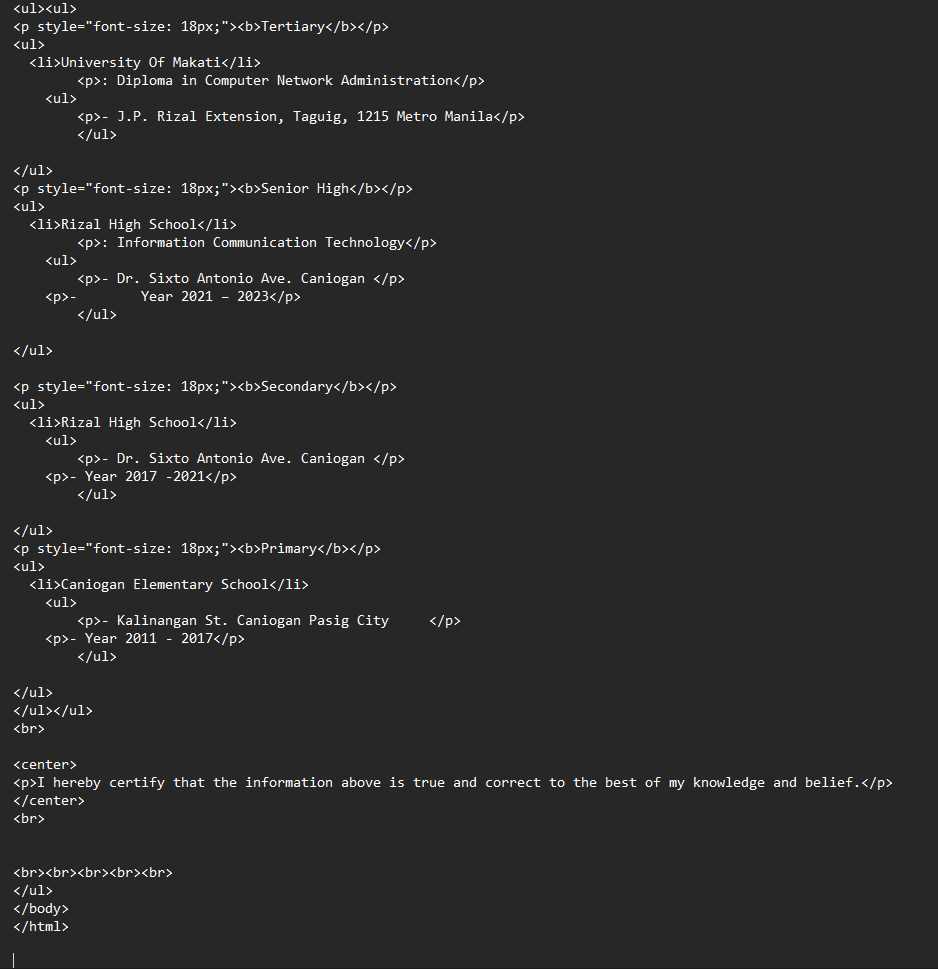 <ul><ul>
<p style="font-size: 18px;"><b>Tertiary</b></p>
<ul>
  <li>University Of Makati</li>
        <p>: Diploma in Computer Network Administration</p>
    <ul>
        <p>- J.P. Rizal Extension, Taguig, 1215 Metro Manila</p>
        </ul>

</ul>
<p style="font-size: 18px;"><b>Senior High</b></p>
<ul>
  <li>Rizal High School</li>
        <p>: Information Communication Technology</p>
    <ul>
        <p>- Dr. Sixto Antonio Ave. Caniogan </p>
    <p>-        Year 2021 – 2023</p>
        </ul>

</ul>

<p style="font-size: 18px;"><b>Secondary</b></p>
<ul>
  <li>Rizal High School</li>
    <ul>
        <p>- Dr. Sixto Antonio Ave. Caniogan </p>
    <p>- Year 2017 -2021</p>
        </ul>

</ul>
<p style="font-size: 18px;"><b>Primary</b></p>
<ul>
  <li>Caniogan Elementary School</li>
    <ul>
        <p>- Kalinangan St. Caniogan Pasig City     </p>
    <p>- Year 2011 - 2017</p>
        </ul>

</ul>
</ul></ul>
<br>

<center>
<p>I hereby certify that the information above is true and correct to the best of my knowledge and belief.</p>
</center>
<br>


<br><br><br><br><br>
</ul>
</body>
</html>